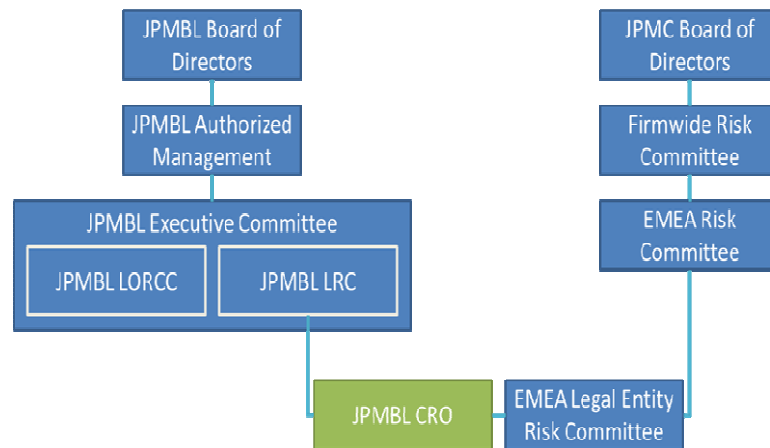 JPMBL Board of
Directors
JPMC Board of
Directors
JPMBL Authorized
Management
Firmwide Risk
Committee
JPMBL Executive Committee
EMEA Risk
Committee
JPMBL LORCC
JPMBL LRC
JPMBL CRO
EMEA Legal Entity
Risk Committee